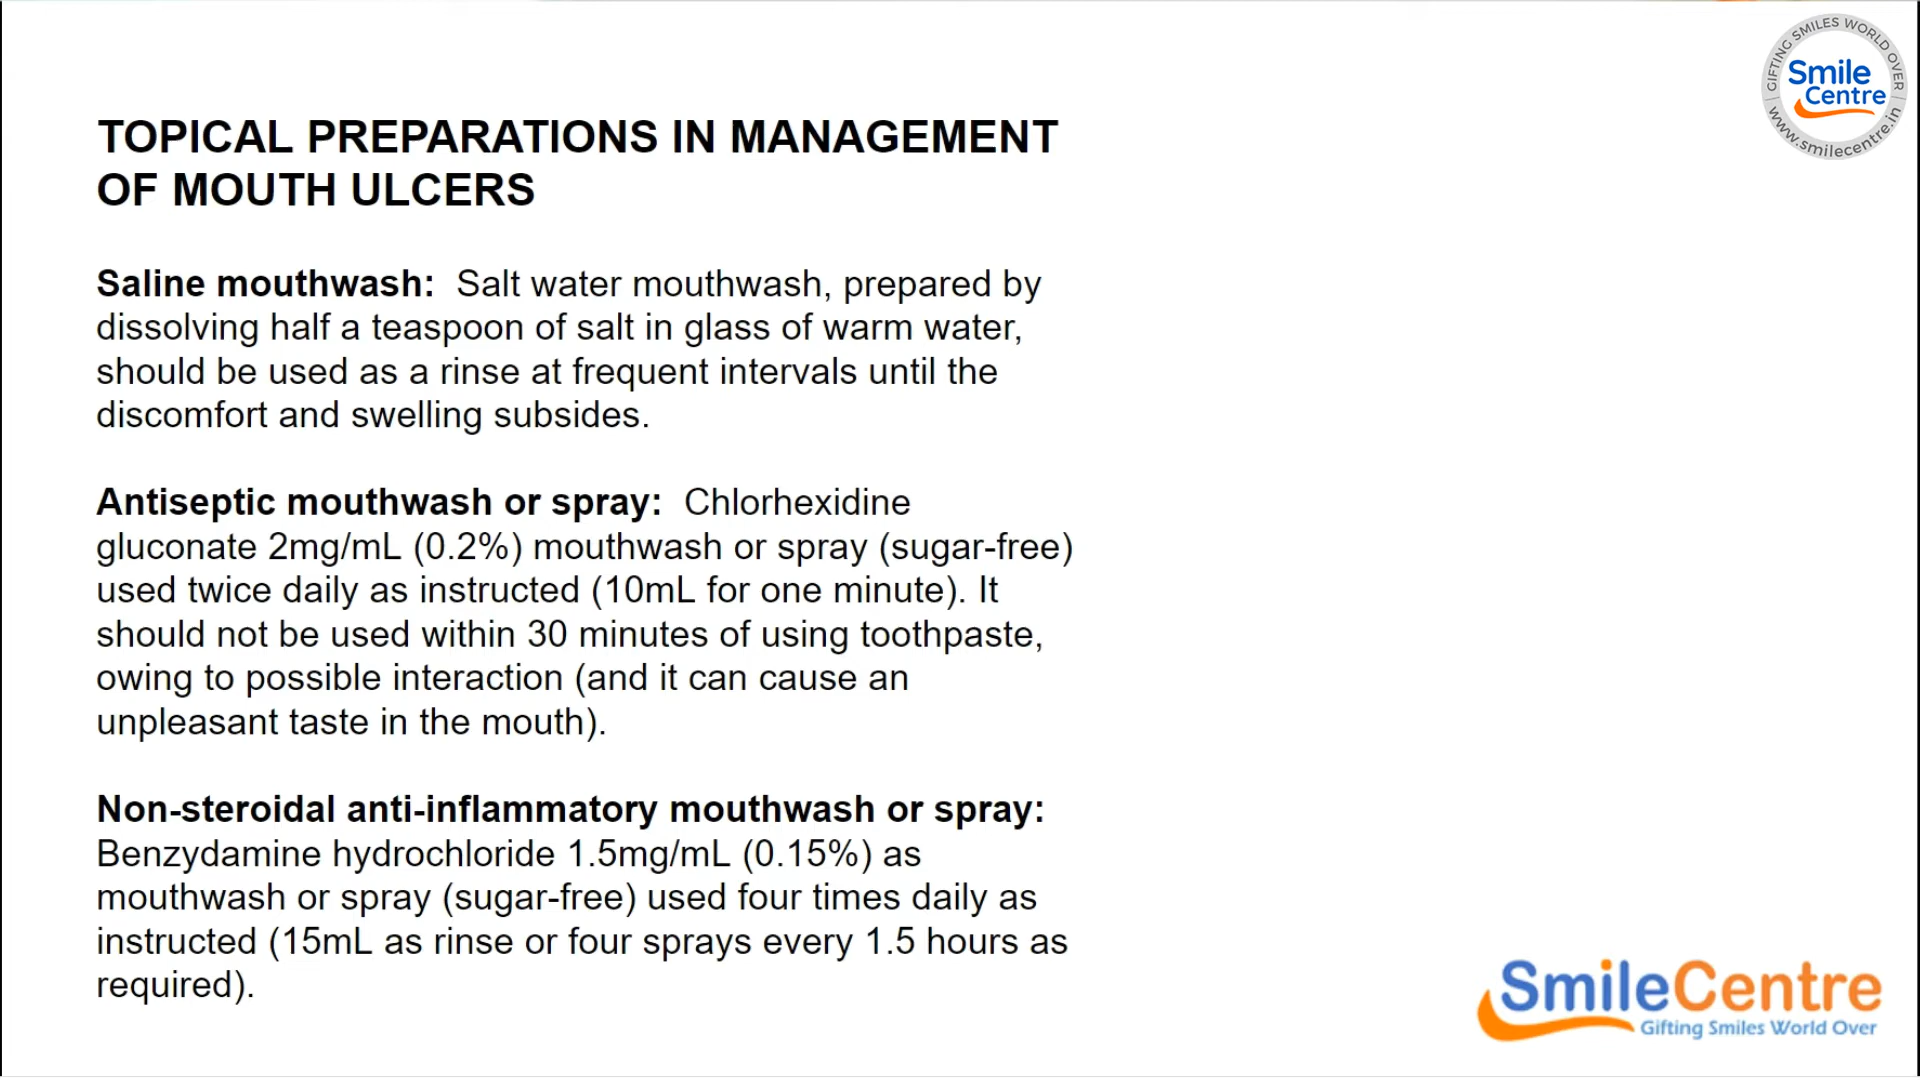 GIFTING SMILES WORLD OVER
Smile
Centre
www.smilecentre.in
TOPICAL PREPARATIONS IN MANAGEMENT
OF MOUTH ULCERS
Saline mouthwash: Salt water mouthwash, prepared by
dissolving half a teaspoon of salt in glass of warm water,
should be used as a rinse at frequent intervals until the
discomfort and swelling subsides.
Antiseptic mouthwash or spray: Chlorhexidine
gluconate 2mg/mL (0.2%) mouthwash or spray (sugar-free)
used twice daily as instructed (10mL for one minute). It
should not be used within 30 minutes of using toothpaste,
owing to possible interaction (and it can cause an
unpleasant taste in the mouth).
Non-steroidal anti-inflammatory mouthwash or spray:
Benzydamine hydrochloride 1.5mg/mL (0.15%) as
mouthwash or spray (sugar-free) used four times daily as
instructed (15mL as rinse or four sprays every 1.5 hours as
required).
SmileCentre
Gifting Smiles World Over